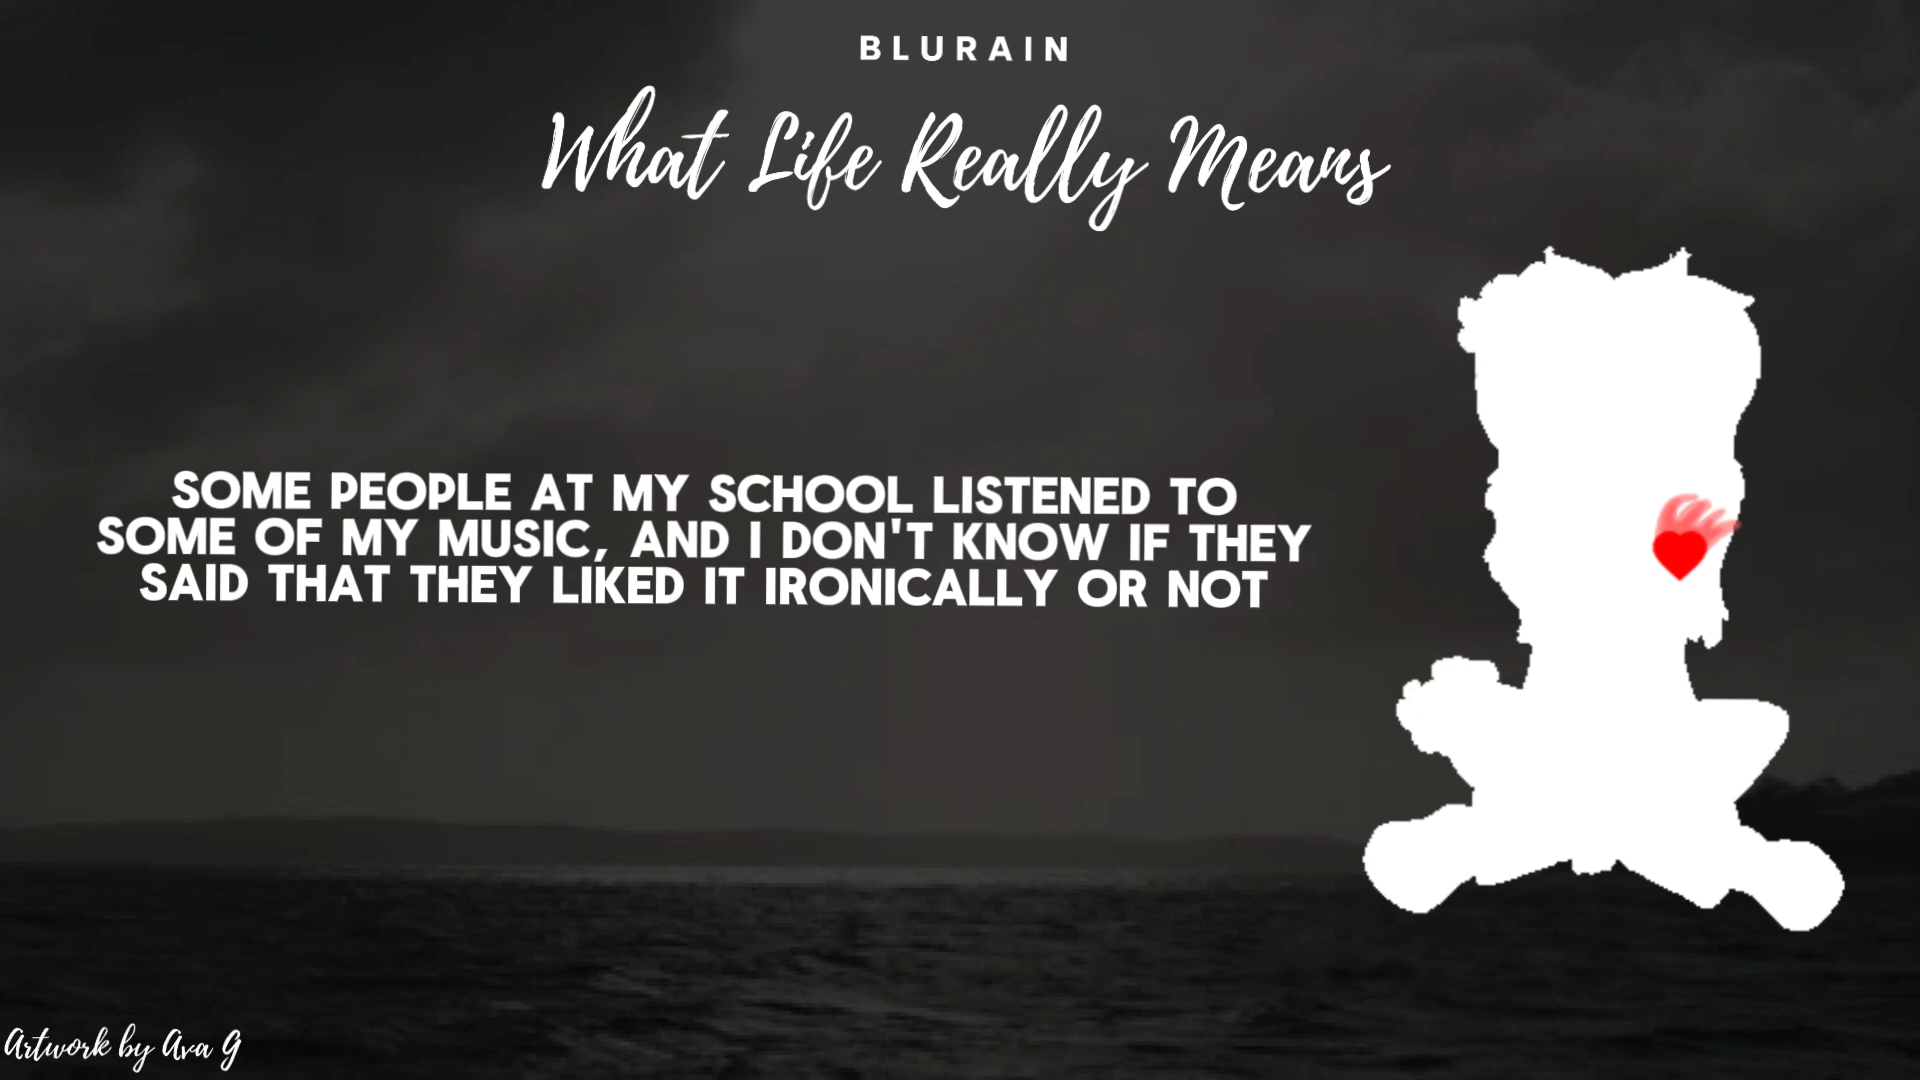 BLURAIN
What Life Really Means
SOME PEOPLE AT MY SCHOOL LISTENED TO
SOME OF MY MUSIC, AND I DON'T KNOW IF THEY
SAID THAT THEY LIKED IT IRONICALLY OR NOT
Artwork by Ava G